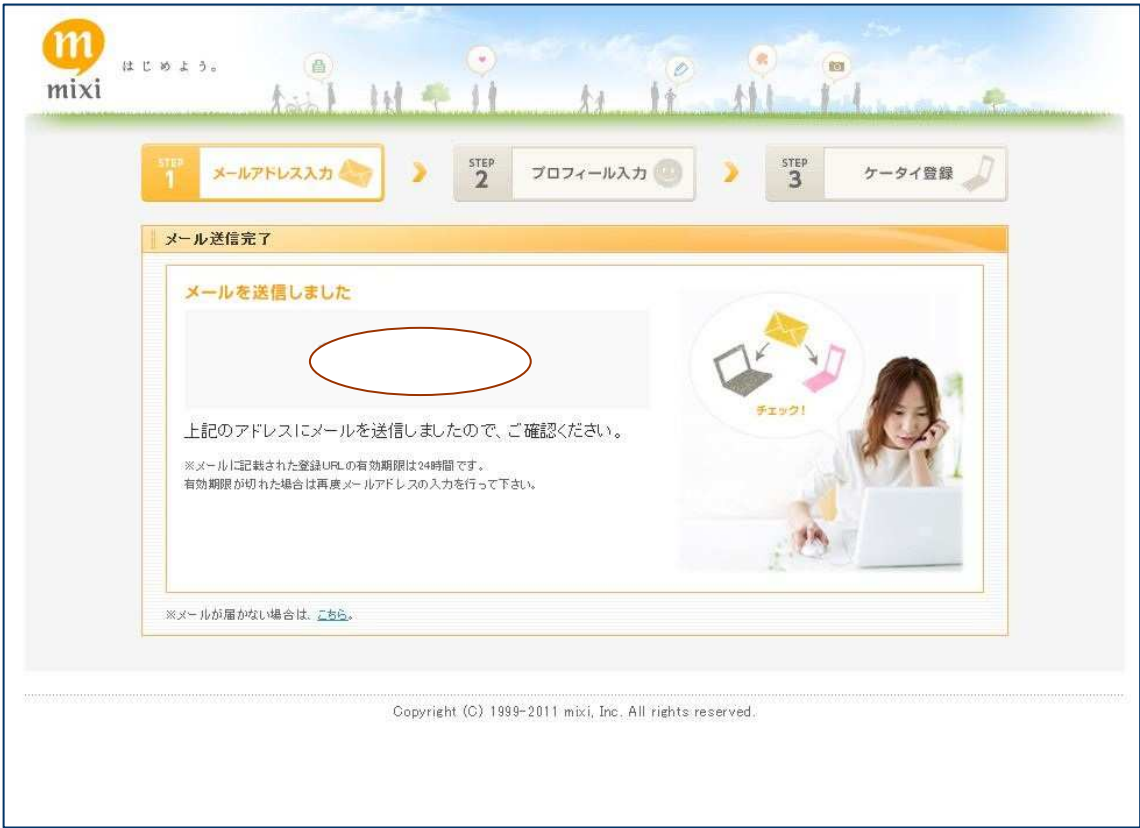 m
mixi
はじめよう。
STEP 1 メールアドレス入力
STEP 2 プロフィール入力
STEP 3 ケータイ登録
メール送信完了
メールを送信しました
チェック!
上記のアドレスにメールを送信しましたので、ご確認ください。
※メールに記載された登録URLの有効期限は24時間です。
有効期限が切れた場合は再度メールアドレスの入力を行って下さい。
※メールが届かない場合は、こちら。
Copyright (C) 1999-2011 mixi, Inc. All rights reserved.